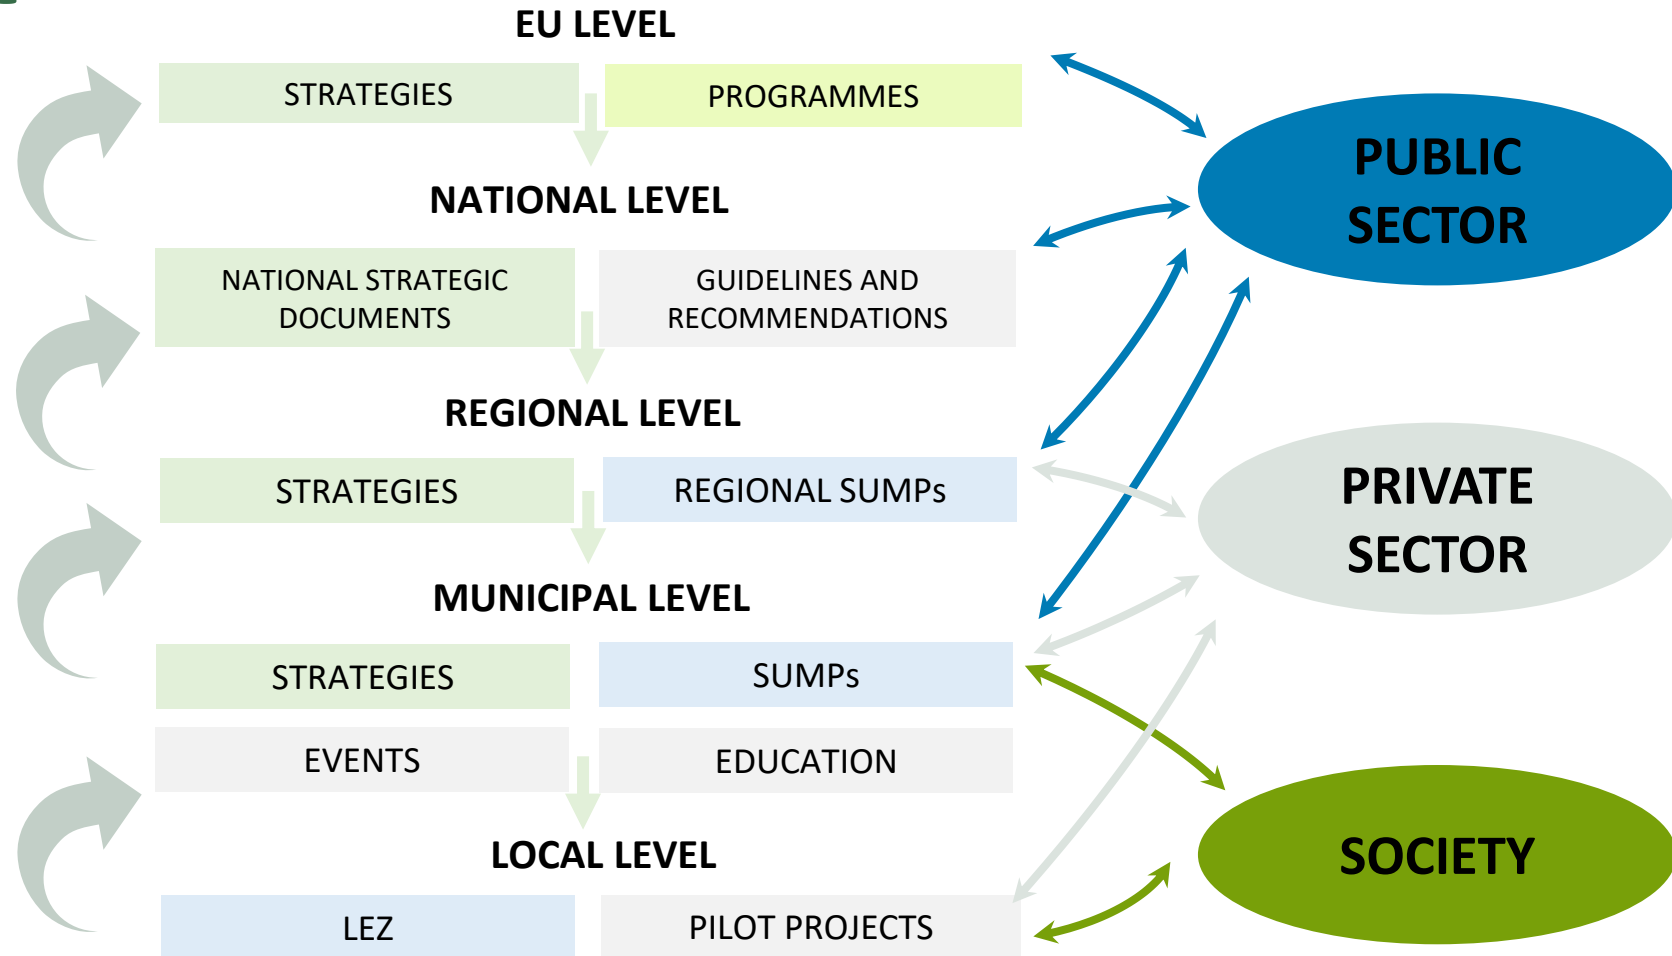 EU LEVEL
STRATEGIES
PROGRAMMES
NATIONAL LEVEL
NATIONAL STRATEGIC
DOCUMENTS
GUIDELINES AND
RECOMMENDATIONS
REGIONAL LEVEL
STRATEGIES
REGIONAL SUMPs
MUNICIPAL LEVEL
STRATEGIES
SUMPs
EVENTS
EDUCATION
LOCAL LEVEL
LEZ
PILOT PROJECTS
PUBLIC
SECTOR
PRIVATE
SECTOR
SOCIETY